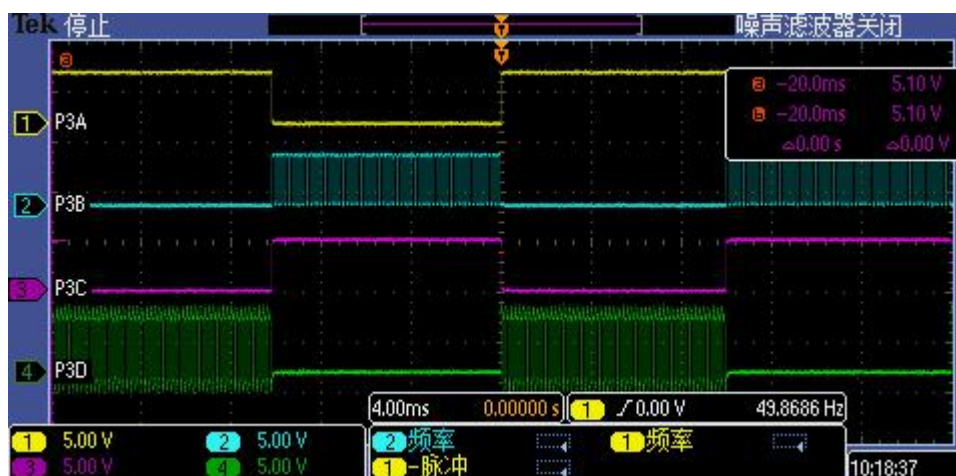 Tek 停止 噪声滤波器关闭
a
a -20.0ms 5.10 V
b -20.0ms 5.10 V
△0.00 s △0.00 V
1 P3A
2 P3B
3 P3C
4 P3D
4.00ms 0.00000 s 1 / 0.00 V 49.8686 Hz
1 5.00 V 2 5.00 V 2 频率 1 频率
3 5.00 V 4 5.00 V 1 -脉冲 10:18:37